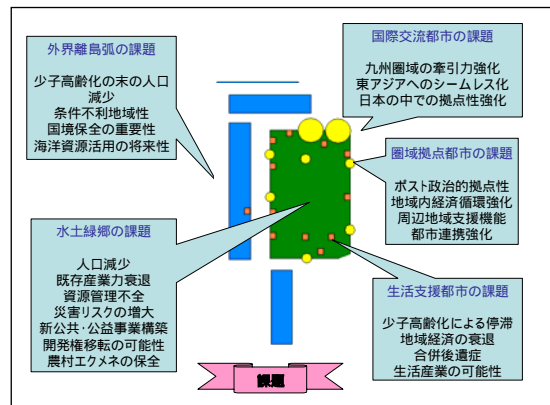 外界離島弧の課題
少子高齢化の末の人口
減少
条件不利地域性
国境保全の重要性
海洋資源活用の将来性
国際交流都市の課題
九州圏域の牽引力強化
東アジアへのシームレス化
日本の中での拠点性強化
圏域拠点都市の課題
ポスト政治的拠点性
地域内経済循環強化
周辺地域支援機能
都市連携強化
水土緑郷の課題
人口減少
既存産業力衰退
資源管理不全
災害リスクの増大
新公共・公益事業構築
開発権移転の可能性
農村エクメネの保全
生活支援都市の課題
少子高齢化による停滞
地域経済の衰退
合併後遺症
生活産業の可能性
課題